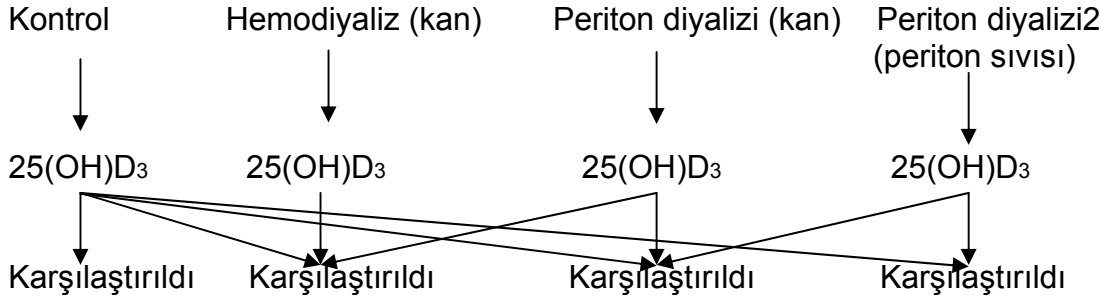 Kontrol Hemodiyaliz (kan) Periton diyalizi (kan) Periton diyalizi2
(periton sıvısı)
25(OH)D3 25(OH)D3 25(OH)D3 25(OH)D3
Karşılaştırıldı Karşılaştırıldı Karşılaştırıldı Karşılaştırıldı